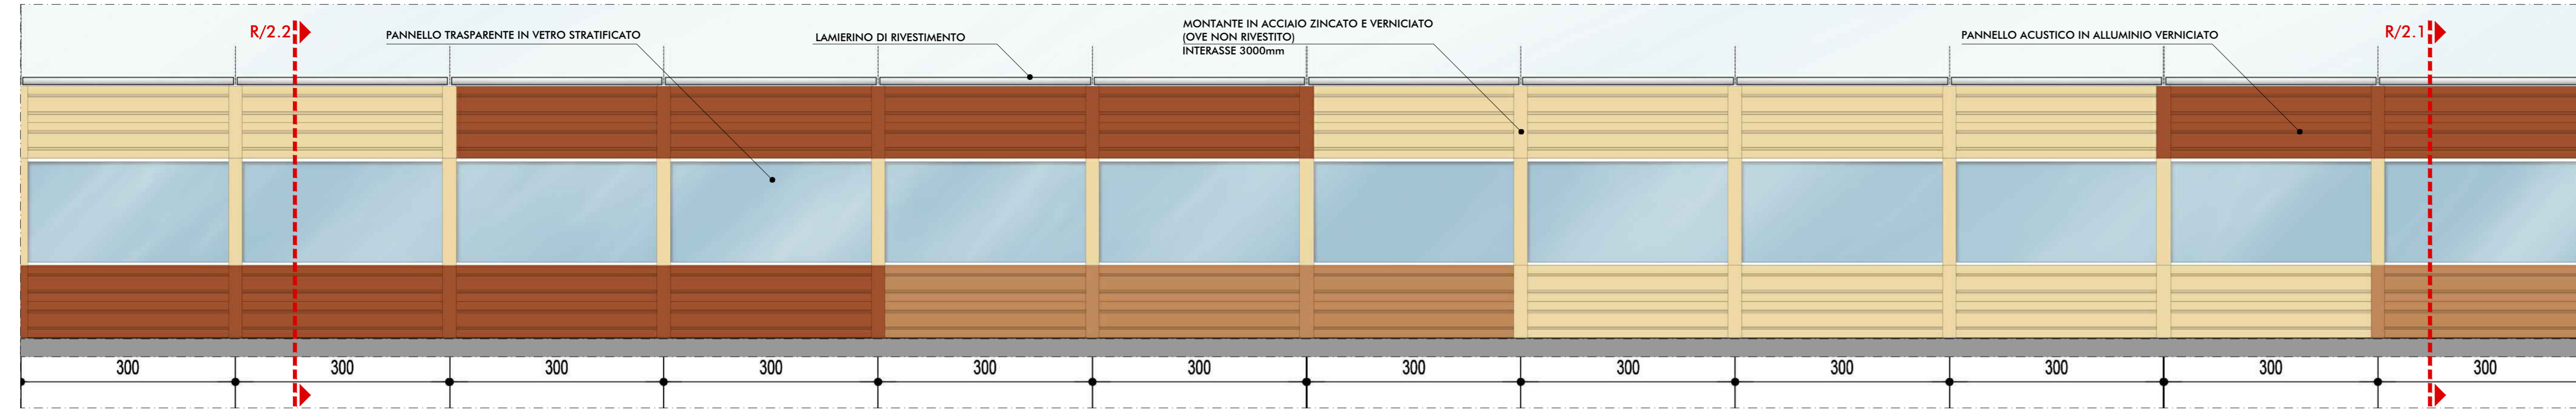 R/2.2
PANNELLO TRASPARENTE IN VETRO STRATIFICATO
LAMIERINO DI RIVESTIMENTO
MONTANTE IN ACCIAIO ZINCATO E VERNICIATO
(OVE NON RIVESTITO)
INTERASSE 3000mm
PANNELLO ACUSTICO IN ALLUMINIO VERNICIATO
R/2.1
300 300 300 300 300 300 300 300 300 300 300 300